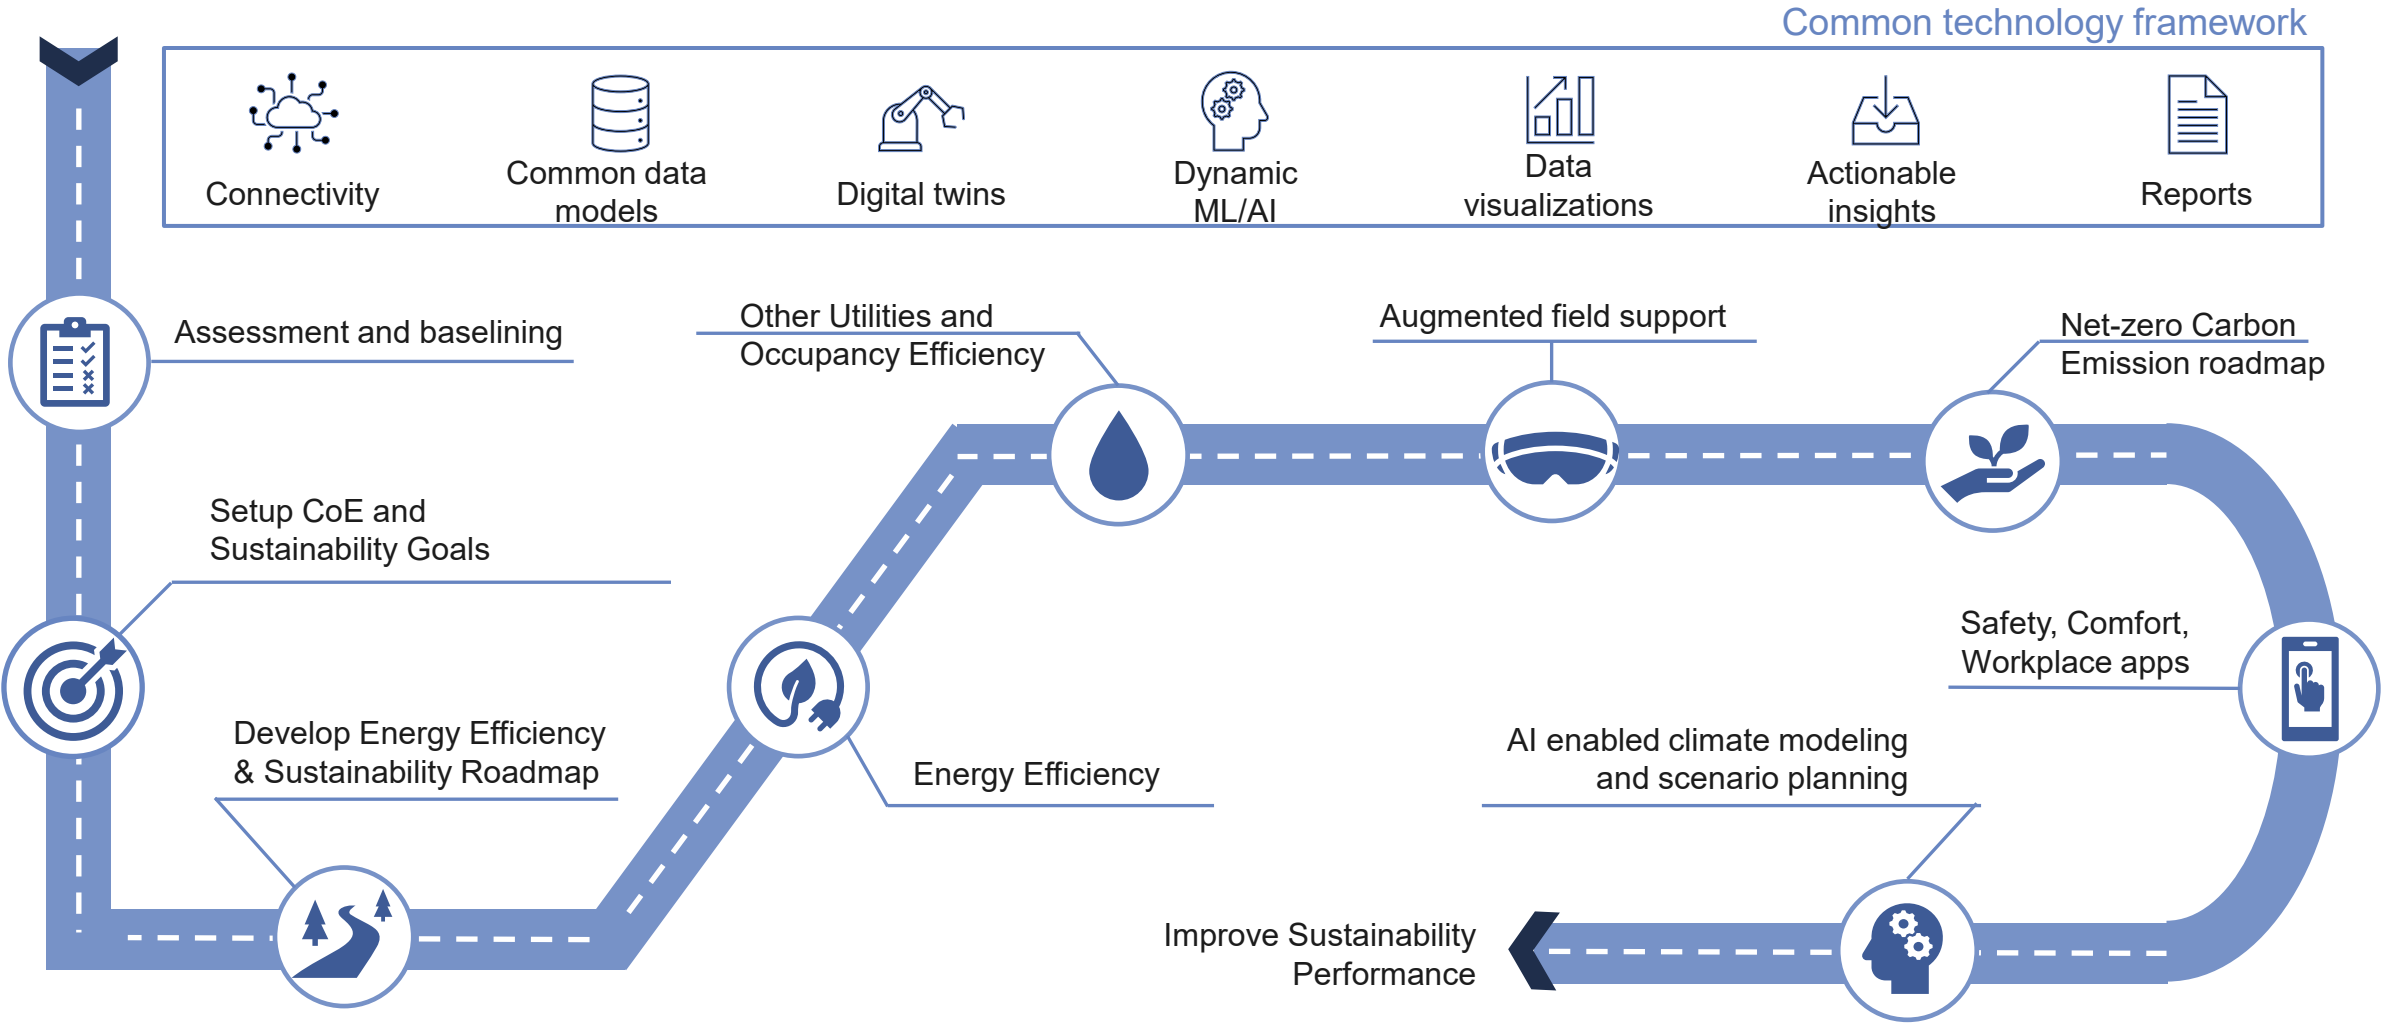 Common technology framework
Connectivity
Common data
models
Digital twins
Dynamic
ML/AI
Data
visualizations
Actionable
insights
Reports
Assessment and baselining
Setup CoE and
Sustainability Goals
Develop Energy Efficiency
& Sustainability Roadmap
Energy Efficiency
Other Utilities and
Occupancy Efficiency
Augmented field support
Net-zero Carbon
Emission roadmap
Safety, Comfort,
Workplace apps
AI enabled climate modeling
and scenario planning
Improve Sustainability
Performance